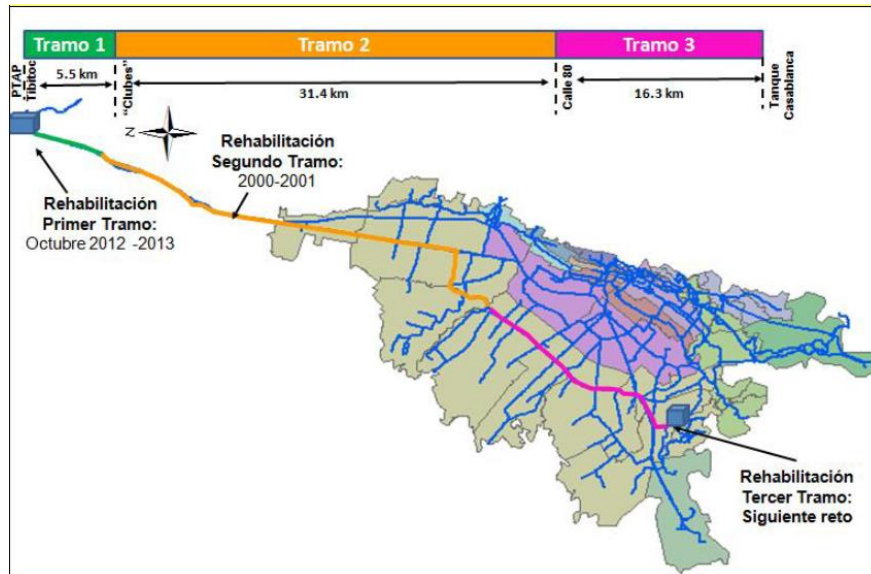 Tramo 1
Tramo 2
Tramo 3
PTAP
Tibitoc
5.5 km
"Clubes"
31.4 km
Calle 80
16.3 km
Tanque
Casablanca
N
Rehabilitación
Segundo Tramo:
2000-2001
Rehabilitación
Primer Tramo:
Octubre 2012 -2013
Rehabilitación
Tercer Tramo:
Siguiente reto